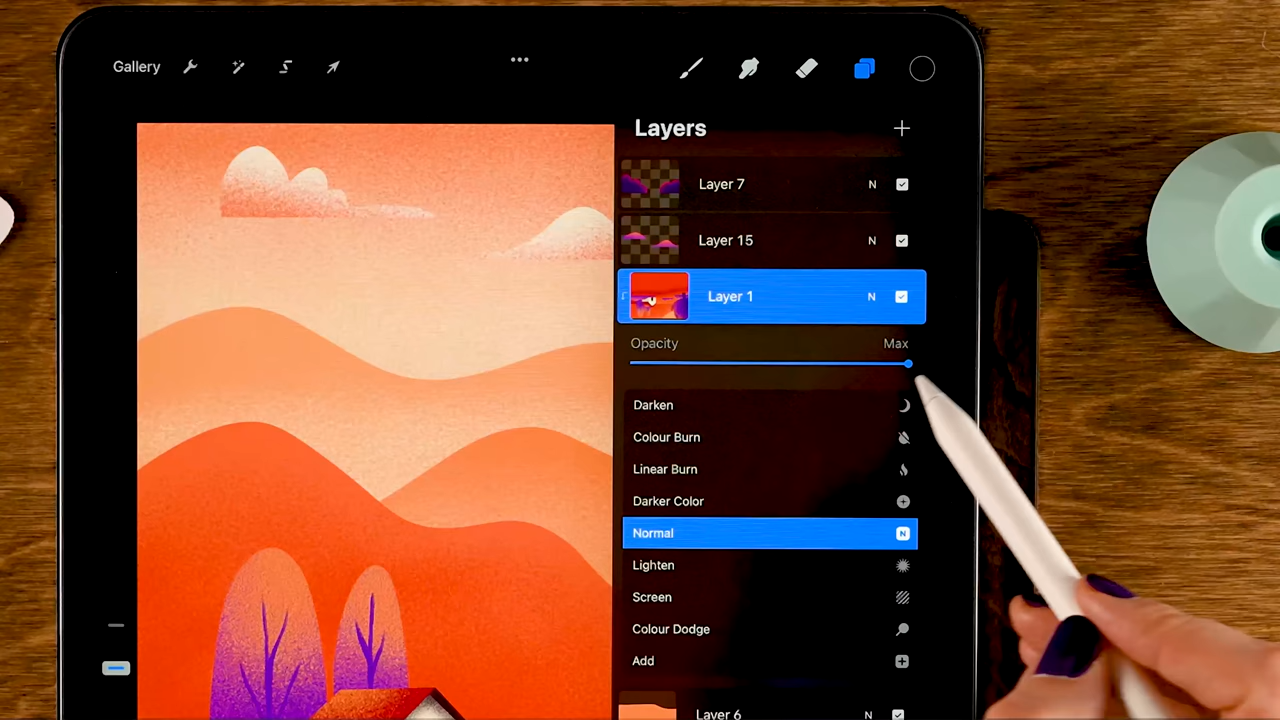 Gallery
Layers
Layer 7 N
Layer 15 N
Layer 1 N
Opacity Max
Darken
Colour Burn
Linear Burn
Darker Color
Normal N
Lighten
Screen
Colour Dodge
Add
Layer 6 N